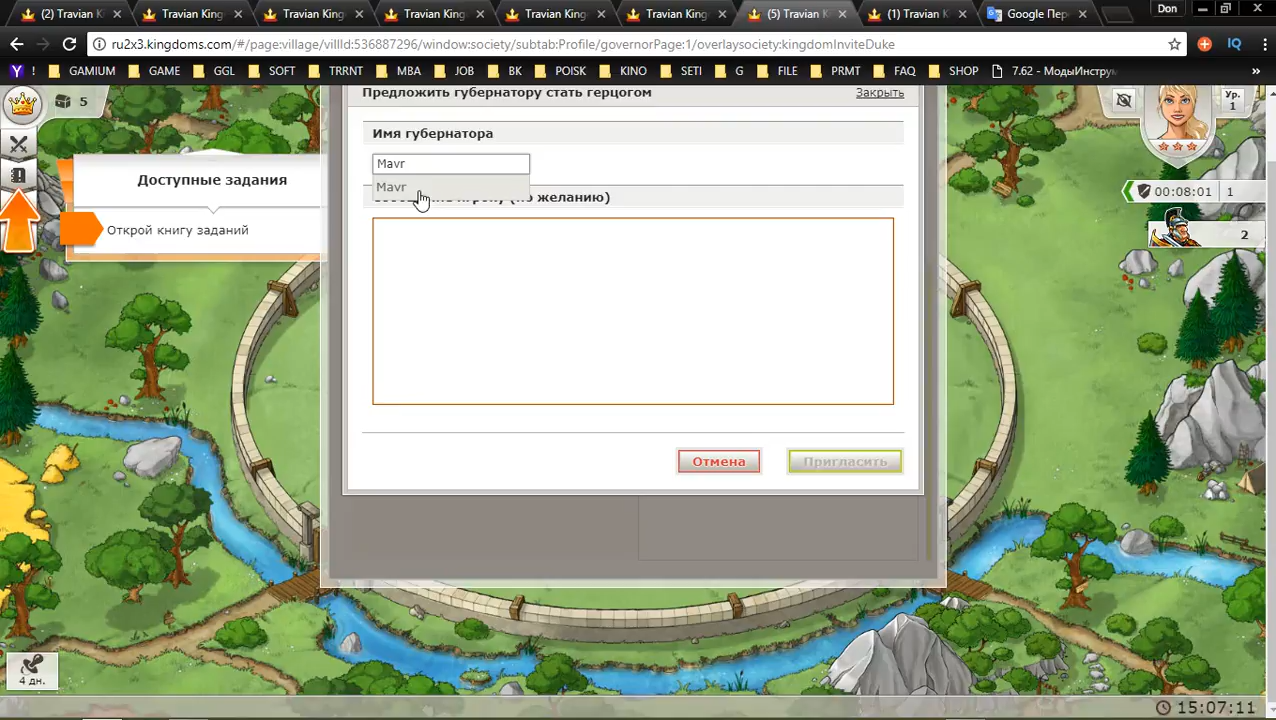 (2) Travian King
Travian King
Travian King
Travian King
Travian King
Travian King
(5) Travian K
(1) Travian K
Google Пер
Don
ru2x3.kingdoms.com/#/page:village/villId:536887296/window:society/subtab:Profile/governorPage:1/overlaysociety:kingdomInviteDuke
IQ
!
GAMIUM
GAME
GGL
SOFT
TRRNT
MBA
JOB
BK
POISK
KINO
SETI
G
FILE
PRMT
FAQ
SHOP
7.62 - МодыИнструм
»
5
Предложить губернатору стать герцогом
Закрыть
Ур.
1
Имя губернатора
Mavr
Mavr
желанию)
Доступные задания
Открой книгу заданий
00:08:01
1
2
Отмена
Пригласить
4 дн.
15:07:11